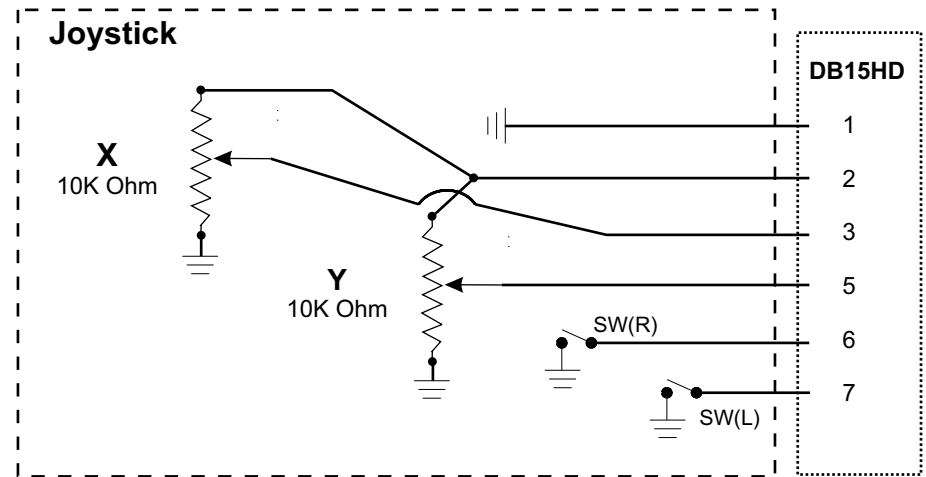 Joystick
DB15HD
1
X
10K Ohm
2
3
Y
10K Ohm
5
SW(R)
6
7
SW(L)